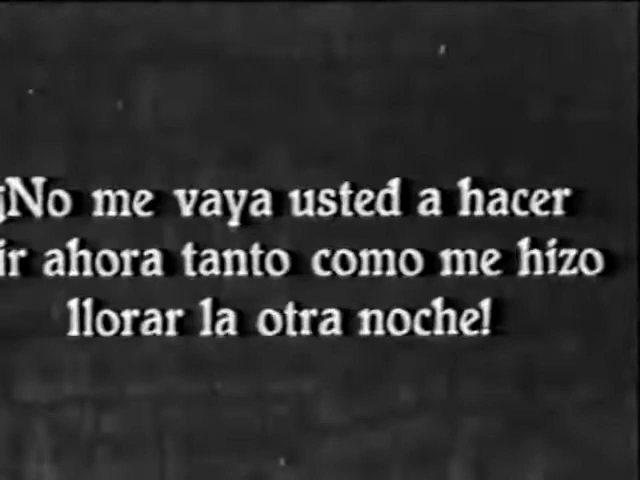 ¡No me vaya usted a hacer
ir ahora tanto como me hizo
llorar la otra noche!